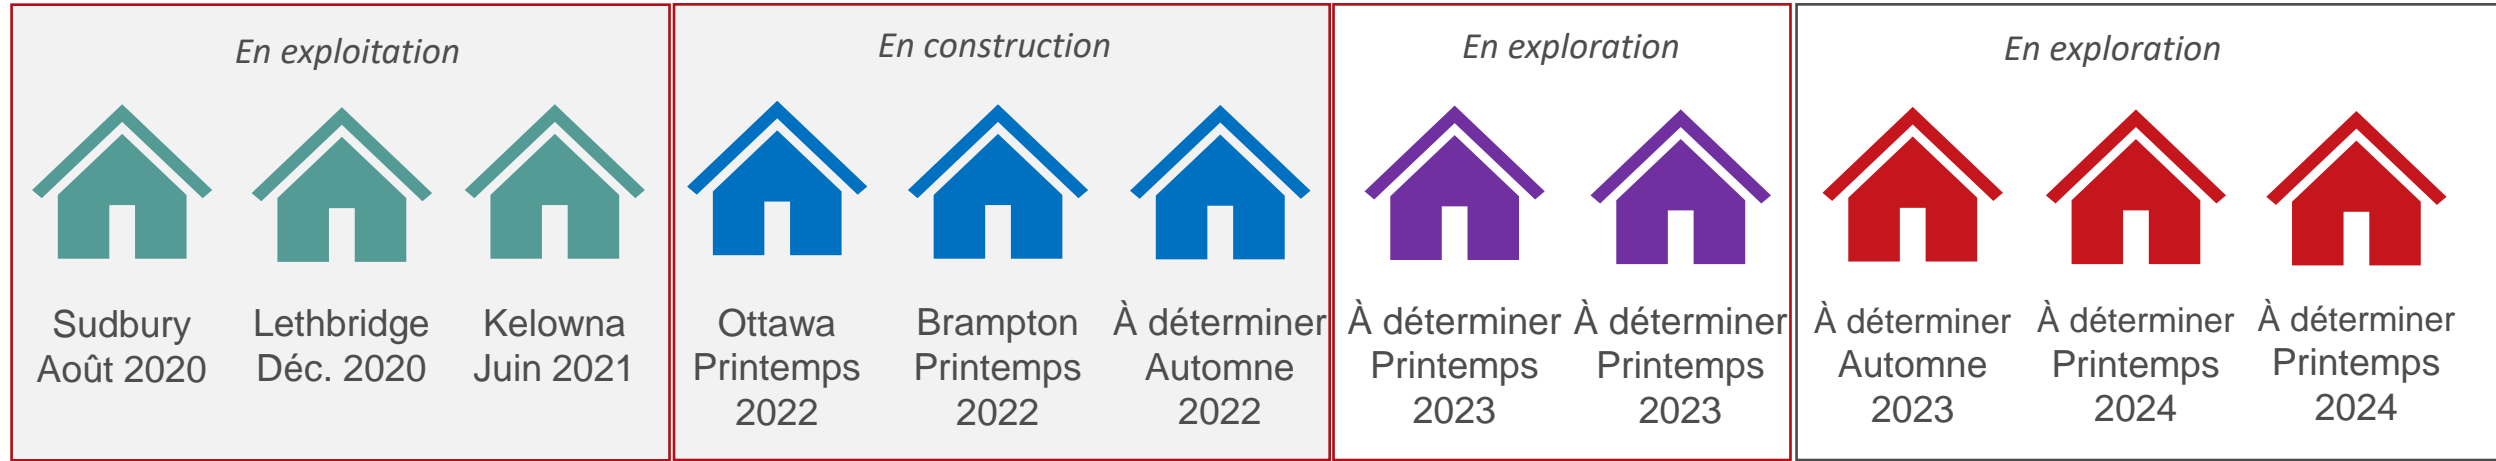 En exploitation
Sudbury
Août 2020
Lethbridge
Déc. 2020
Kelowna
Juin 2021
En construction
Ottawa
Printemps
2022
Brampton
Printemps
2022
À déterminer
Automne
2022
En exploration
À déterminer
Printemps
2023
À déterminer
Printemps
2023
En exploration
À déterminer
Automne
2023
À déterminer
Printemps
2024
À déterminer
Printemps
2024